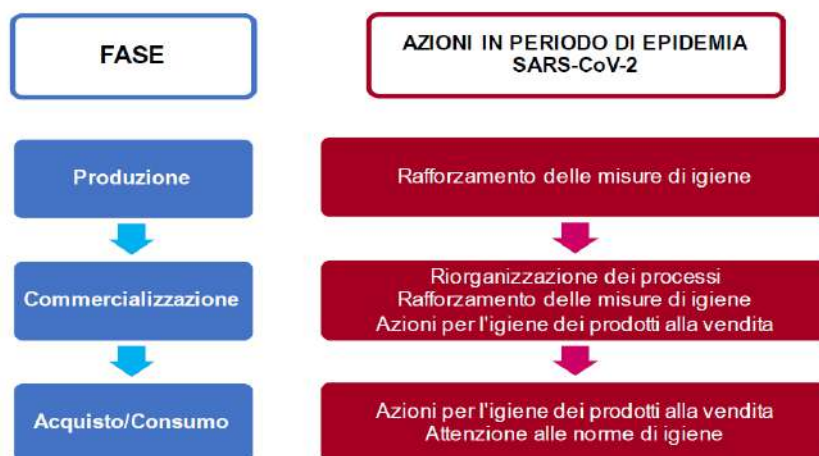 FASE
AZIONI IN PERIODO DI EPIDEMIA
SARS-CoV-2
Produzione
Rafforzamento delle misure di igiene
Commercializzazione
Riorganizzazione dei processi
Rafforzamento delle misure di igiene
Azioni per l'igiene dei prodotti alla vendita
Acquisto/Consumo
Azioni per l'igiene dei prodotti alla vendita
Attenzione alle norme di igiene